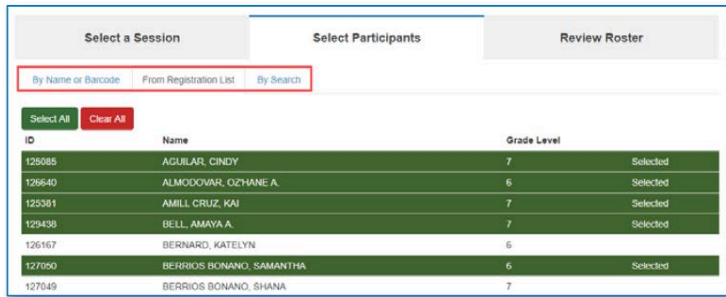 Select a Session Select Participants Review Roster
By Name or Barcode From Registration List By Search
Select All Clear All
ID Name Grade Level
125085 AGUILAR, CINDY 7 Selected
126640 ALMODOVAR, OZ'HANE A. 6 Selected
125381 AMILL CRUZ, KAI 7 Selected
129438 BELL, AMAYA A. 7 Selected
126167 BERNARD, KATELYN 6
127050 BERRIOS BONANO, SAMANTHA 6 Selected
127049 BERRIOS BONANO, SHANA 7